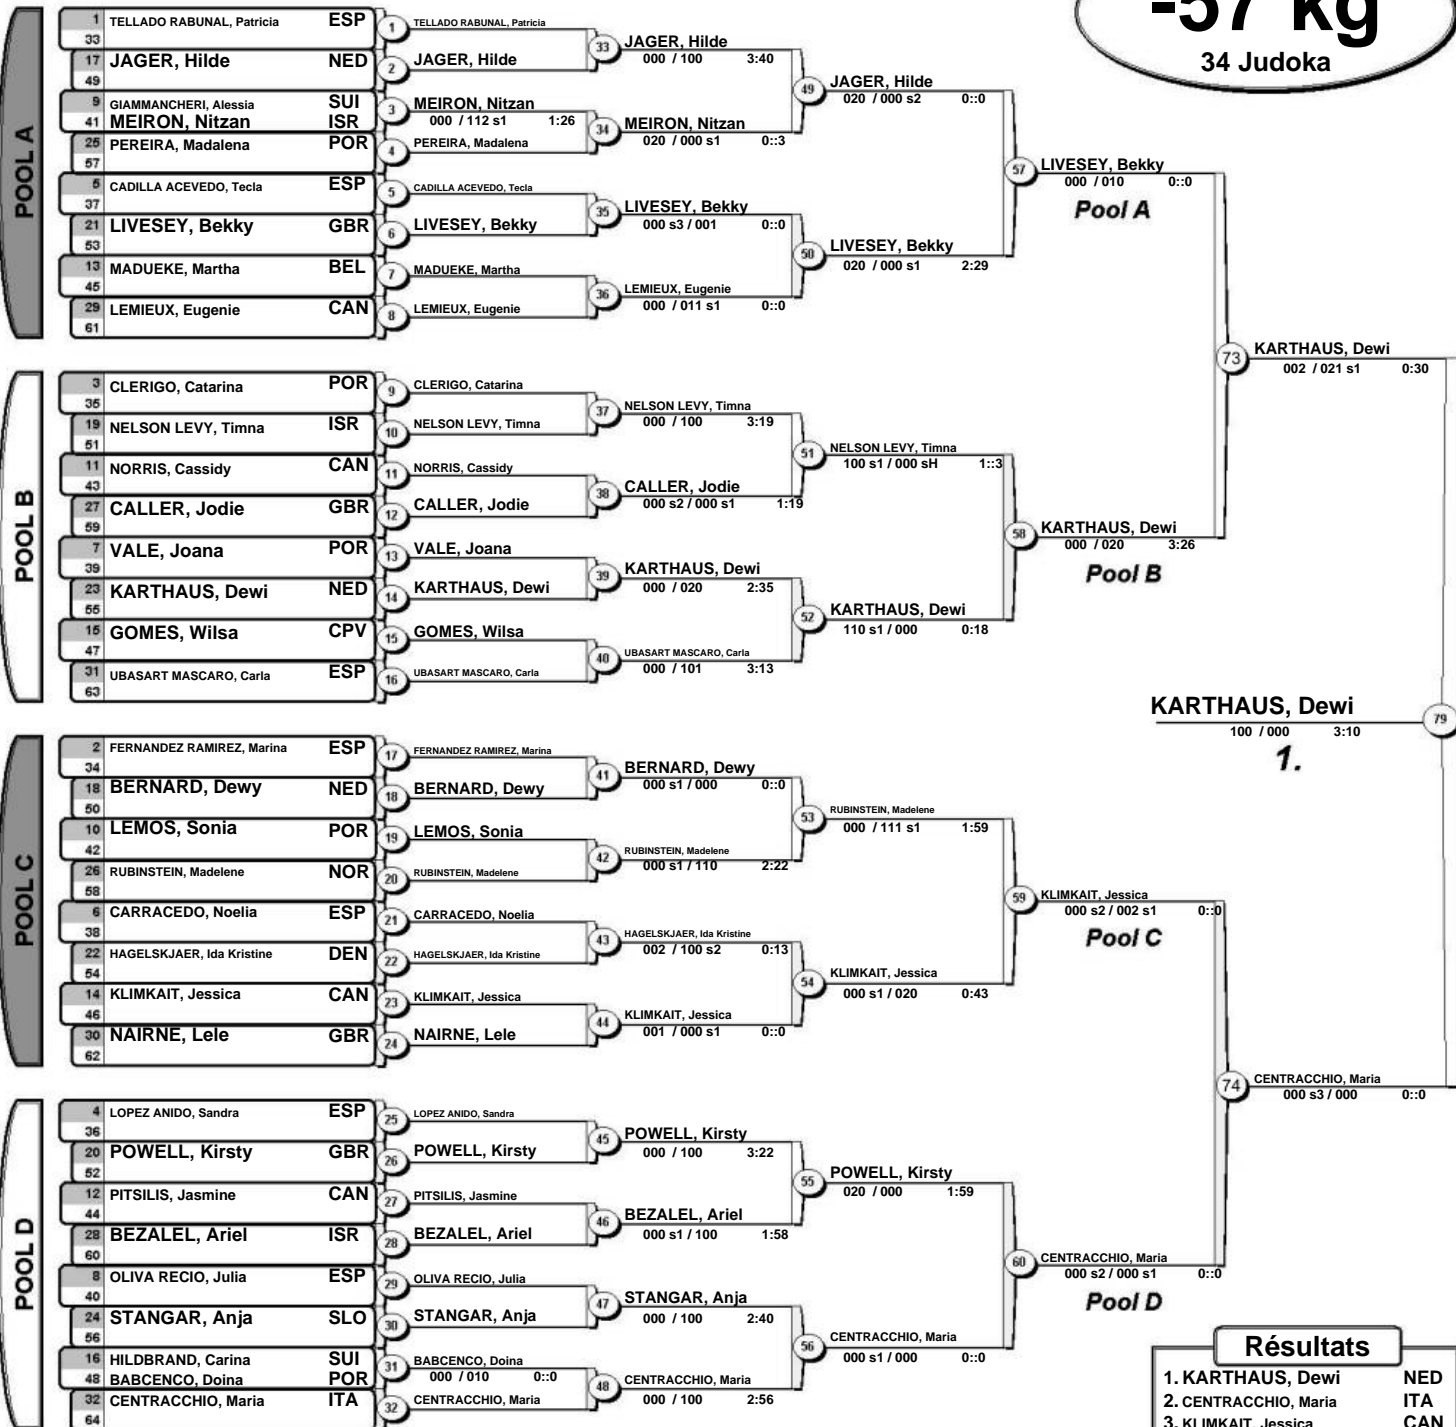 -57 kg
34 Judoka
POOL A
1 TELLADO RABUNAL, Patricia ESP
33
17 JAGER, Hilde NED
49
9 GIAMMANCHERI, Alessia SUI
41 MEIRON, Nitzan ISR
25 PEREIRA, Madalena POR
57
5 CADILLA ACEVEDO, Tecla ESP
37
21 LIVESEY, Bekky GBR
53
13 MADUEKE, Martha BEL
45
29 LEMIEUX, Eugenie CAN
61
1 TELLADO RABUNAL, Patricia
2 JAGER, Hilde
3 MEIRON, Nitzan
000 / 112 s1 1:26
4 PEREIRA, Madalena
5 CADILLA ACEVEDO, Tecla
6 LIVESEY, Bekky
7 MADUEKE, Martha
8 LEMIEUX, Eugenie
33 JAGER, Hilde
000 / 100 3:40
34 MEIRON, Nitzan
020 / 000 s1 0::3
35 LIVESEY, Bekky
000 s3 / 001 0::0
36 LEMIEUX, Eugenie
000 / 011 s1 0::0
49 JAGER, Hilde
020 / 000 s2 0::0
50 LIVESEY, Bekky
020 / 000 s1 2:29
57 LIVESEY, Bekky
000 / 010 0::0
Pool A
POOL B
3 CLERIGO, Catarina POR
35
19 NELSON LEVY, Timna ISR
51
11 NORRIS, Cassidy CAN
43
27 CALLER, Jodie GBR
59
7 VALE, Joana POR
39
23 KARTHAUS, Dewi NED
55
15 GOMES, Wilsa CPV
47
31 UBASART MASCARO, Carla ESP
63
9 CLERIGO, Catarina
10 NELSON LEVY, Timna
11 NORRIS, Cassidy
12 CALLER, Jodie
13 VALE, Joana
14 KARTHAUS, Dewi
15 GOMES, Wilsa
16 UBASART MASCARO, Carla
37 NELSON LEVY, Timna
000 / 100 3:19
38 CALLER, Jodie
000 s2 / 000 s1 1:19
39 KARTHAUS, Dewi
000 / 020 2:35
40 UBASART MASCARO, Carla
000 / 101 3:13
51 NELSON LEVY, Timna
100 s1 / 000 sH 1::3
52 KARTHAUS, Dewi
110 s1 / 000 0:18
58 KARTHAUS, Dewi
000 / 020 3:26
Pool B
73 KARTHAUS, Dewi
002 / 021 s1 0:30
KARTHAUS, Dewi 79
100 / 000 3:10
1.
POOL C
2 FERNANDEZ RAMIREZ, Marina ESP
34
18 BERNARD, Dewy NED
50
10 LEMOS, Sonia POR
42
26 RUBINSTEIN, Madelene NOR
58
6 CARRACEDO, Noelia ESP
38
22 HAGELSKJAER, Ida Kristine DEN
54
14 KLIMKAIT, Jessica CAN
46
30 NAIRNE, Lele GBR
62
17 FERNANDEZ RAMIREZ, Marina
18 BERNARD, Dewy
19 LEMOS, Sonia
20 RUBINSTEIN, Madelene
21 CARRACEDO, Noelia
22 HAGELSKJAER, Ida Kristine
23 KLIMKAIT, Jessica
24 NAIRNE, Lele
41 BERNARD, Dewy
000 s1 / 000 0::0
42 RUBINSTEIN, Madelene
000 s1 / 110 2:22
43 HAGELSKJAER, Ida Kristine
002 / 100 s2 0:13
44 KLIMKAIT, Jessica
001 / 000 s1 0::0
53 RUBINSTEIN, Madelene
000 / 111 s1 1:59
54 KLIMKAIT, Jessica
000 s1 / 020 0:43
59 KLIMKAIT, Jessica
000 s2 / 002 s1 0::0
Pool C
POOL D
4 LOPEZ ANIDO, Sandra ESP
36
20 POWELL, Kirsty GBR
52
12 PITSILIS, Jasmine CAN
44
28 BEZALEL, Ariel ISR
60
8 OLIVA RECIO, Julia ESP
40
24 STANGAR, Anja SLO
56
16 HILDBRAND, Carina SUI
48 BABCENCO, Doina POR
32 CENTRACCHIO, Maria ITA
64
25 LOPEZ ANIDO, Sandra
26 POWELL, Kirsty
27 PITSILIS, Jasmine
28 BEZALEL, Ariel
29 OLIVA RECIO, Julia
30 STANGAR, Anja
31 BABCENCO, Doina
000 / 010 0::0
32 CENTRACCHIO, Maria
45 POWELL, Kirsty
000 / 100 3:22
46 BEZALEL, Ariel
000 s1 / 100 1:58
47 STANGAR, Anja
000 / 100 2:40
48 CENTRACCHIO, Maria
000 / 100 2:56
55 POWELL, Kirsty
020 / 000 1:59
56 CENTRACCHIO, Maria
000 s1 / 000 0::0
60 CENTRACCHIO, Maria
000 s2 / 000 s1 0::0
Pool D
74 CENTRACCHIO, Maria
000 s3 / 000 0::0
Résultats
1. KARTHAUS, Dewi NED
2. CENTRACCHIO, Maria ITA
3. KLIMKAIT, Jessica CAN